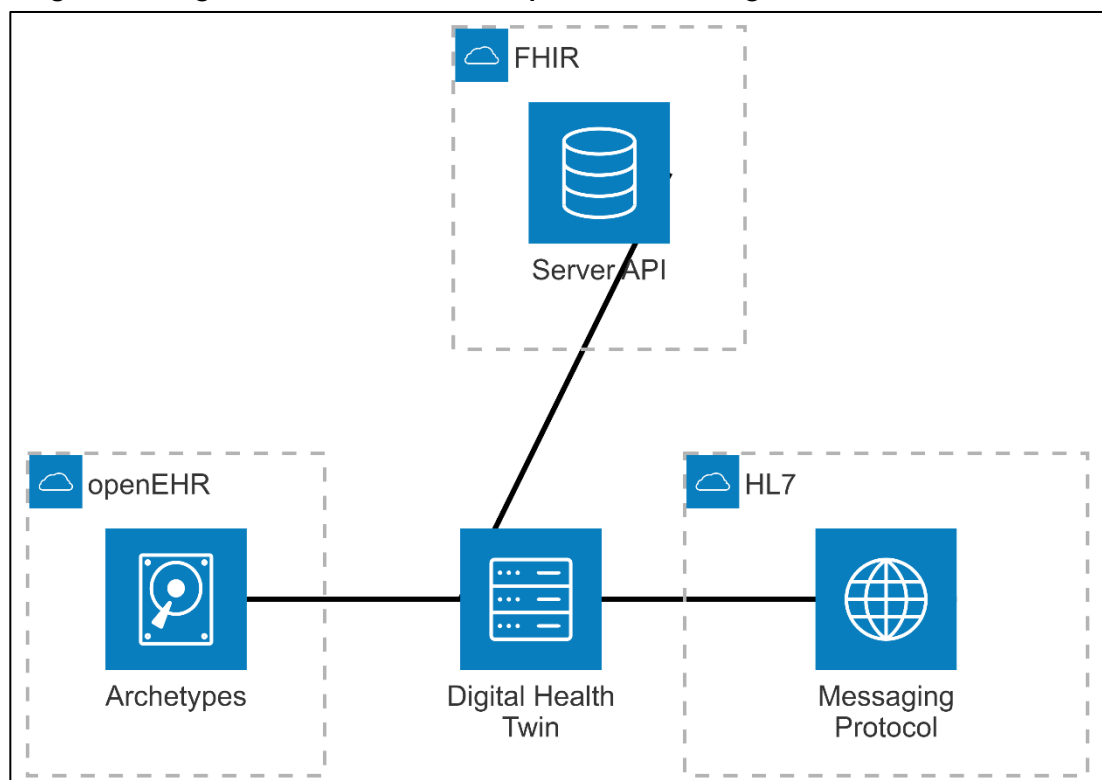 FHIR
Server API
openEHR
HL7
Archetypes
Digital Health
Twin
Messaging
Protocol